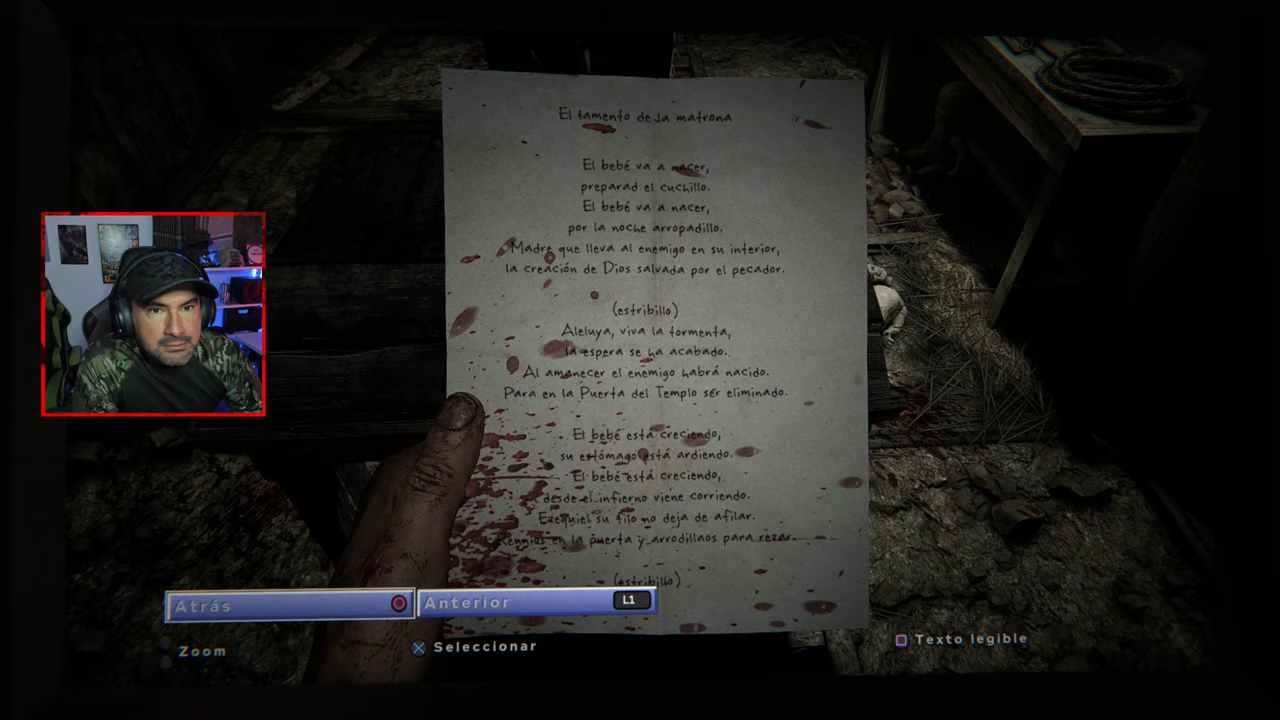 El lamento de la matrona
El bebé va a nacer,
preparad el cuchillo.
El bebé va a nacer,
por la noche arropadillo.
Madre que lleva al enemigo en su interior,
la creación de Dios salvada por el pecador.
(estribillo)
Aleluya, viva la tormenta,
la espera se ha acabado.
Al amanecer el enemigo habrá nacido.
Para en la Puerta del Templo ser eliminado.
El bebé está creciendo,
su estómago está ardiendo.
El bebé está creciendo,
desde el infierno viene corriendo.
Ezequiel su filo no deja de afilar.
en la puerta y arrodillaos para rezar.
(estribillo)
Atrás
Anterior L1
Zoom
Seleccionar
Texto legible